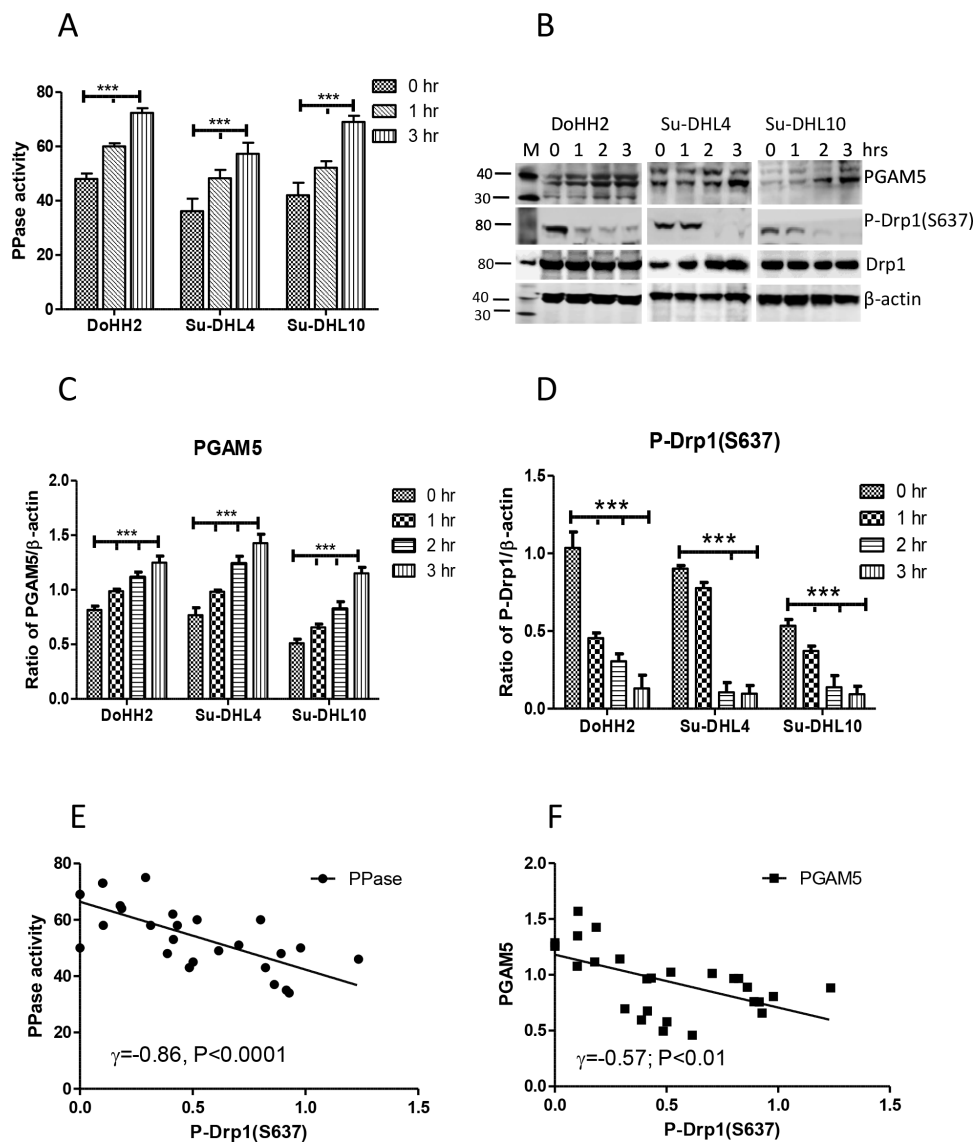 A
PPase activity
80
60
40
20
0
***
***
***
0 hr
1 hr
3 hr
DoHH2
Su-DHL4
Su-DHL10
B
DoHH2
Su-DHL4
Su-DHL10
M 0 1 2 3
0 1 2 3
0 1 2 3
hrs
40
30
PGAM5
80
P-Drp1(S637)
80
Drp1
40
30
β-actin
C
PGAM5
Ratio of PGAM5/β-actin
2.0
1.5
1.0
0.5
0.0
***
***
***
0 hr
1 hr
2 hr
3 hr
DoHH2
Su-DHL4
Su-DHL10
D
P-Drp1(S637)
Ratio of P-Drp1/β-actin
1.5
1.0
0.5
0.0
***
***
***
0 hr
1 hr
2 hr
3 hr
DoHH2
Su-DHL4
Su-DHL10
E
PPase activity
80
60
40
20
0
PPase
γ=-0.86, P<0.0001
0.0
0.5
1.0
1.5
P-Drp1(S637)
F
PGAM5
2.0
1.5
1.0
0.5
0.0
PGAM5
γ=-0.57; P<0.01
0.0
0.5
1.0
1.5
P-Drp1(S637)